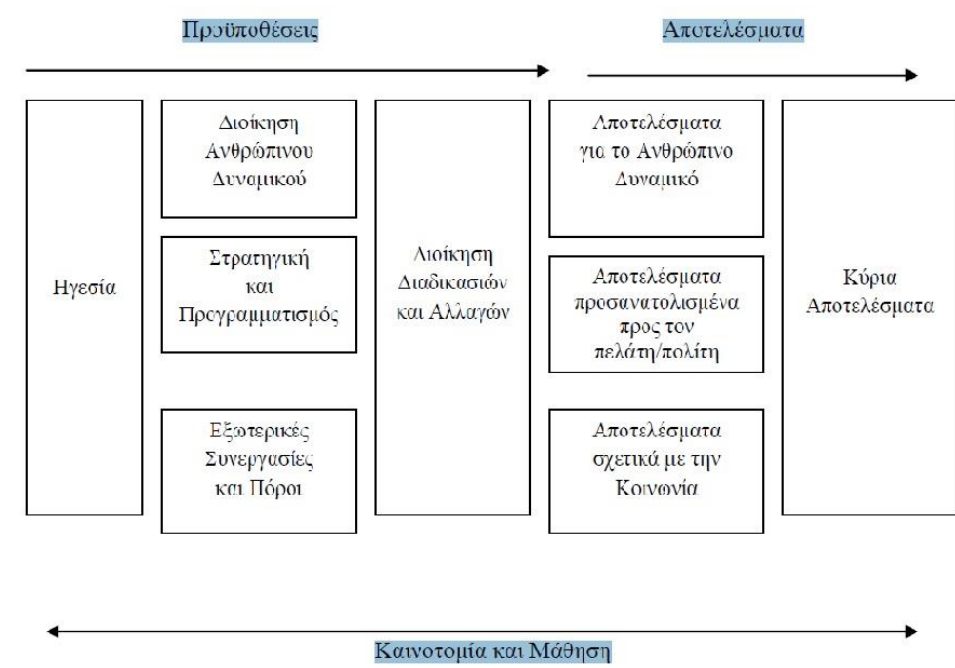 Προϋποθέσεις
Αποτελέσματα
Ηγεσία
Διοίκηση
Ανθρώπινου
Δυναμικού
Στρατηγική
και
Προγραμματισμός
Εξωτερικές
Συνεργασίες
και Πόροι
Διοίκηση
Διαδικασιών
και Αλλαγών
Αποτελέσματα
για το Ανθρώπινο
Δυναμικό
Αποτελέσματα
προσανατολισμένα
προς τον
πελάτη/πολίτη
Αποτελέσματα
σχετικά με την
Κοινωνία
Κύρια
Αποτελέσματα
Καινοτομία και Μάθηση